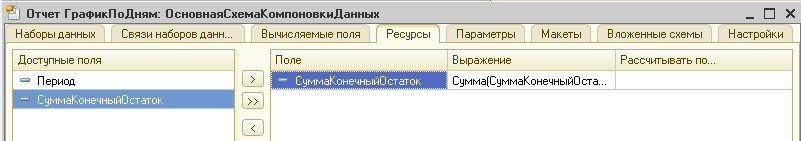 Отчет ГрафикПоДням: ОсновнаяСхемаКомпоновкиДанных
Наборы данных Связи наборов данн... Вычисляемые поля Ресурсы Параметры Макеты Вложенные схемы Настройки
Доступные поля
Период
СуммаКонечныйОстаток
> >> <
Поле Выражение Рассчитывать по...
СуммаКонечныйОстаток Сумма(СуммаКонечныйОста...